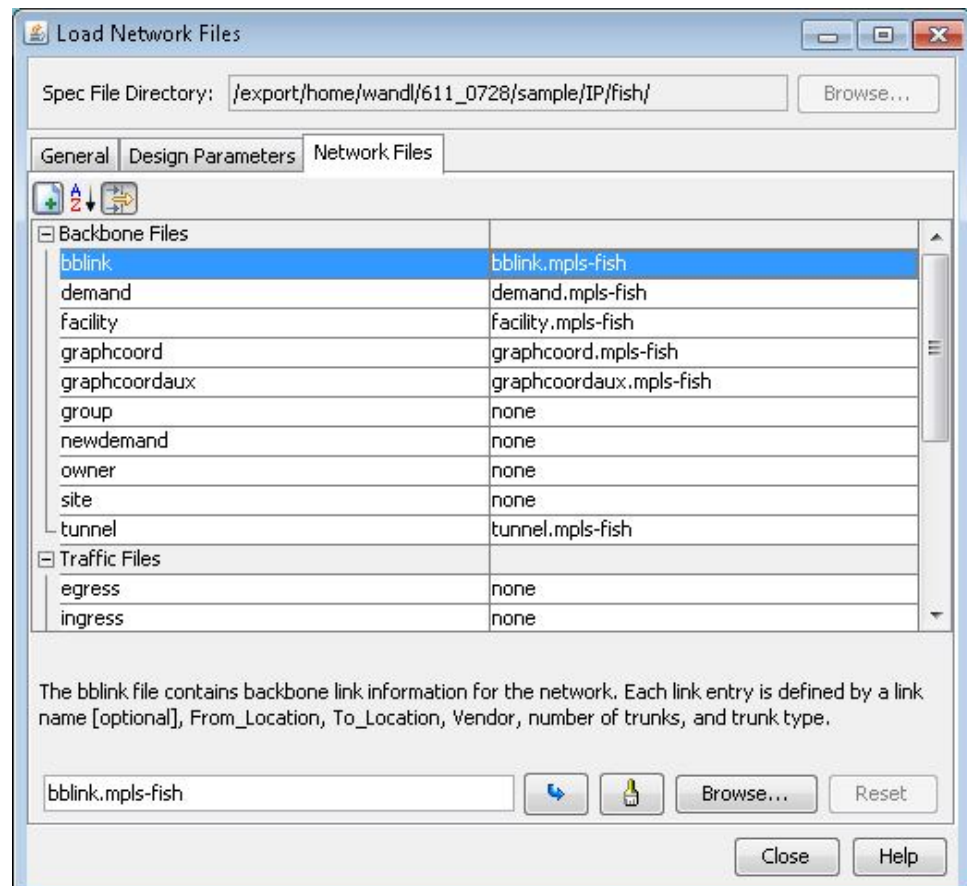 Load Network Files
Spec File Directory: /export/home/wandl/611_0728/sample/IP/fish/ Browse...
General Design Parameters Network Files
Backbone Files
bblink bblink.mpls-fish
demand demand.mpls-fish
facility facility.mpls-fish
graphcoord graphcoord.mpls-fish
graphcoordaux graphcoordaux.mpls-fish
group none
newdemand none
owner none
site none
tunnel tunnel.mpls-fish
Traffic Files
egress none
ingress none
The bblink file contains backbone link information for the network. Each link entry is defined by a link
name [optional], From_Location, To_Location, Vendor, number of trunks, and trunk type.
bblink.mpls-fish Browse... Reset
Close Help